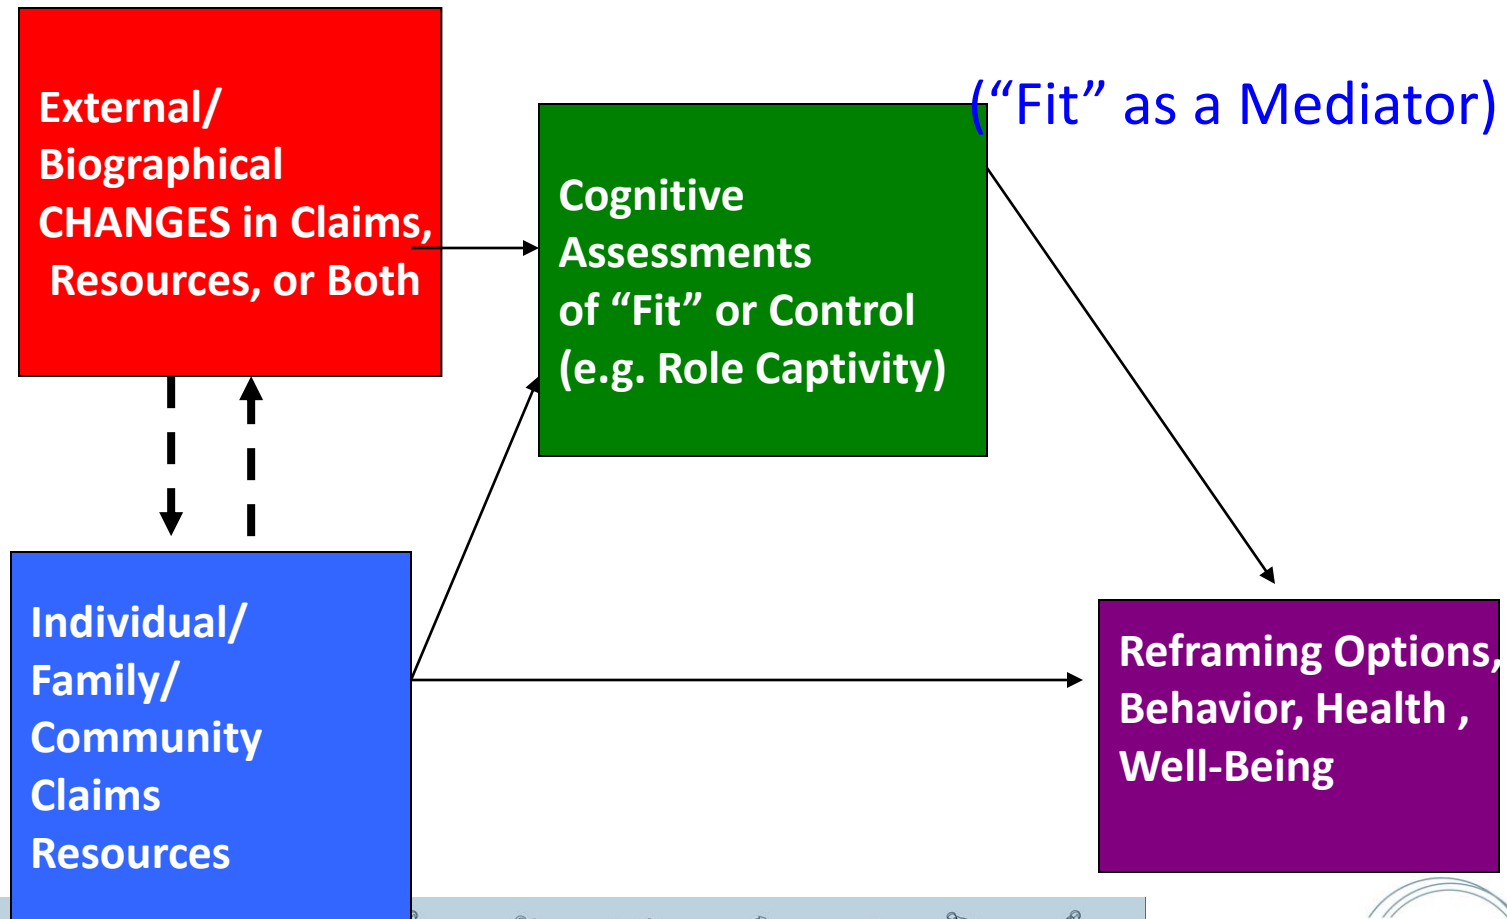 External/
Biographical
CHANGES in Claims,
Resources, or Both
(“Fit” as a Mediator)
Cognitive
Assessments
of “Fit” or Control
(e.g. Role Captivity)
Individual/
Family/
Community
Claims
Resources
Reframing Options,
Behavior, Health ,
Well-Being